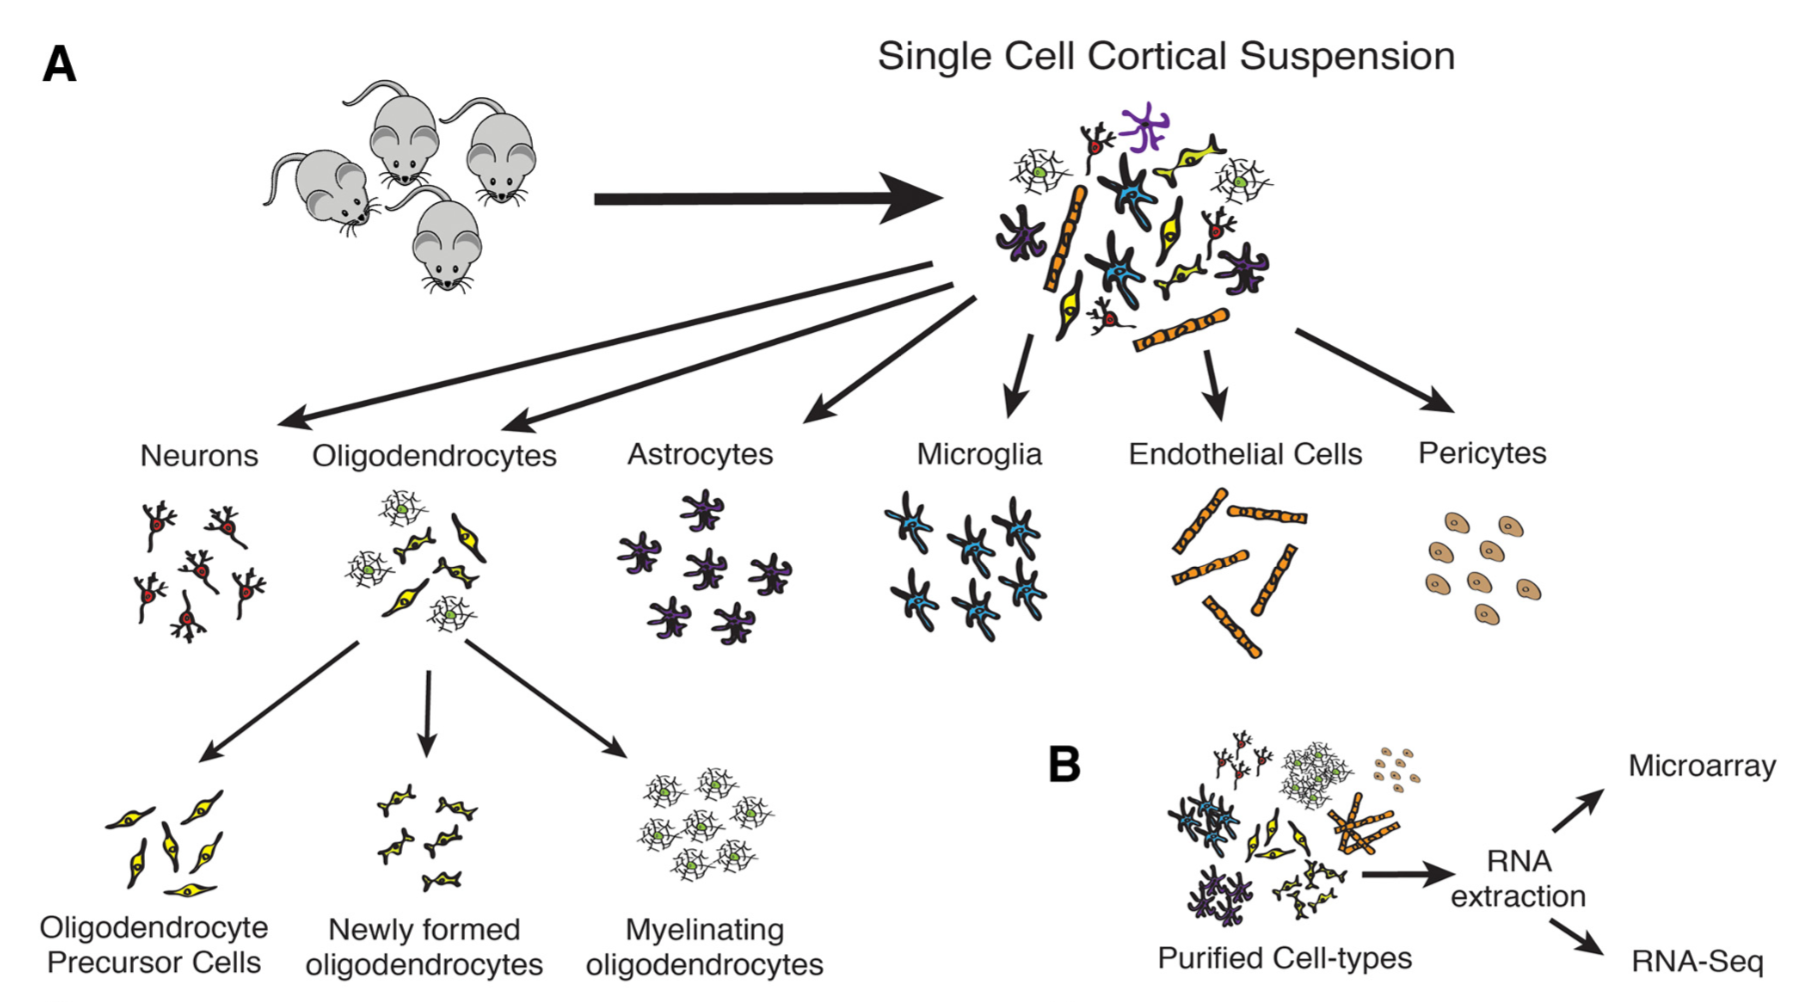 A
Single Cell Cortical Suspension
Neurons
Oligodendrocytes
Astrocytes
Microglia
Endothelial Cells
Pericytes
Oligodendrocyte
Precursor Cells
Newly formed
oligodendrocytes
Myelinating
oligodendrocytes
B
Purified Cell-types
RNA
extraction
Microarray
RNA-Seq